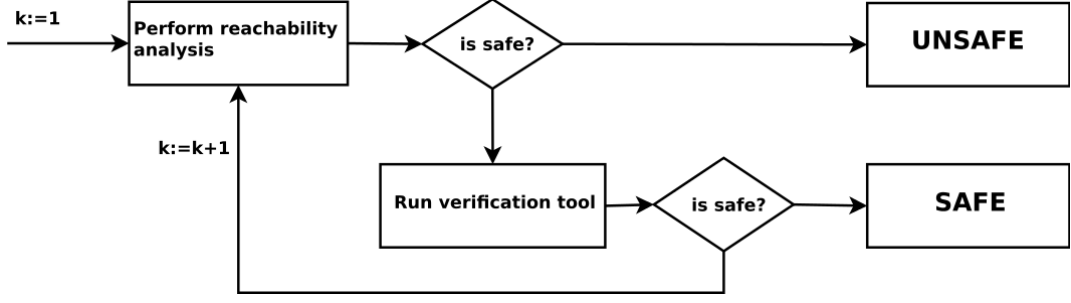 k:=1
Perform reachability
analysis
is safe?
UNSAFE
k:=k+1
Run verification tool
is safe?
SAFE